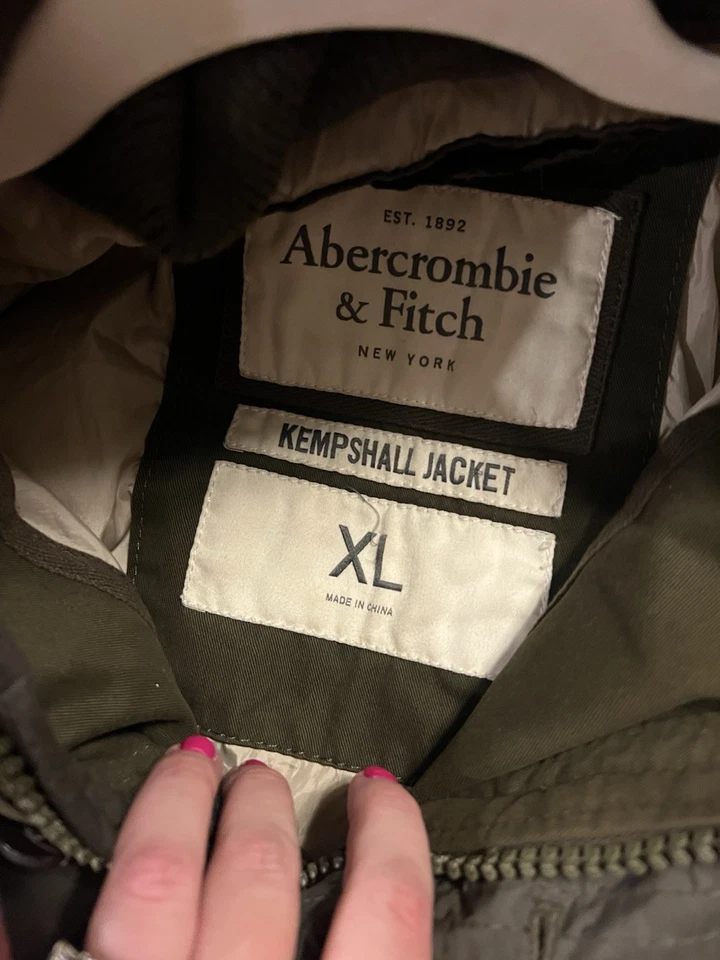 EST. 1892
Abercrombie
& Fitch
NEW YORK
KEMPSHALL JACKET
XL
MADE IN CHINA